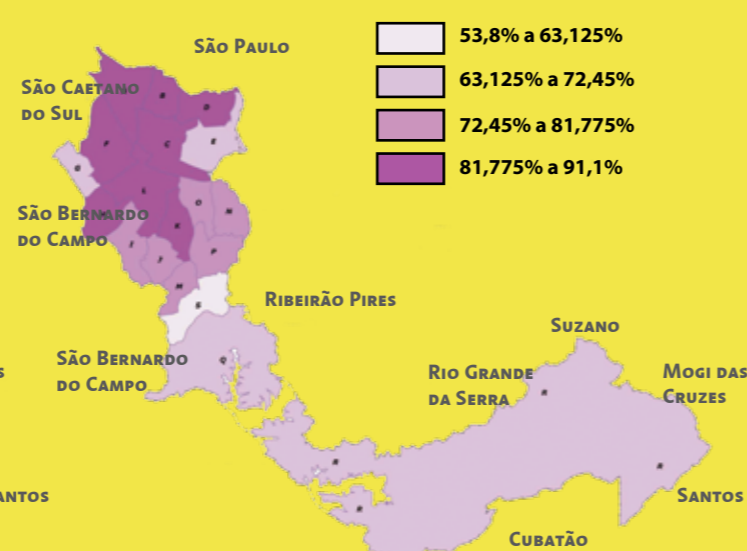 53,8% a 63,125%
63,125% a 72,45%
72,45% a 81,775%
81,775% a 91,1%
São Paulo
São Caetano
do Sul
São Bernardo
do Campo
Ribeirão Pires
São Bernardo
do Campo
Suzano
Rio Grande
da Serra
Mogi das
Cruzes
Santos
Cubatão
B
D
F
C
E
G
L
O
N
K
I
J
P
M
S
Q
R
R
R
R